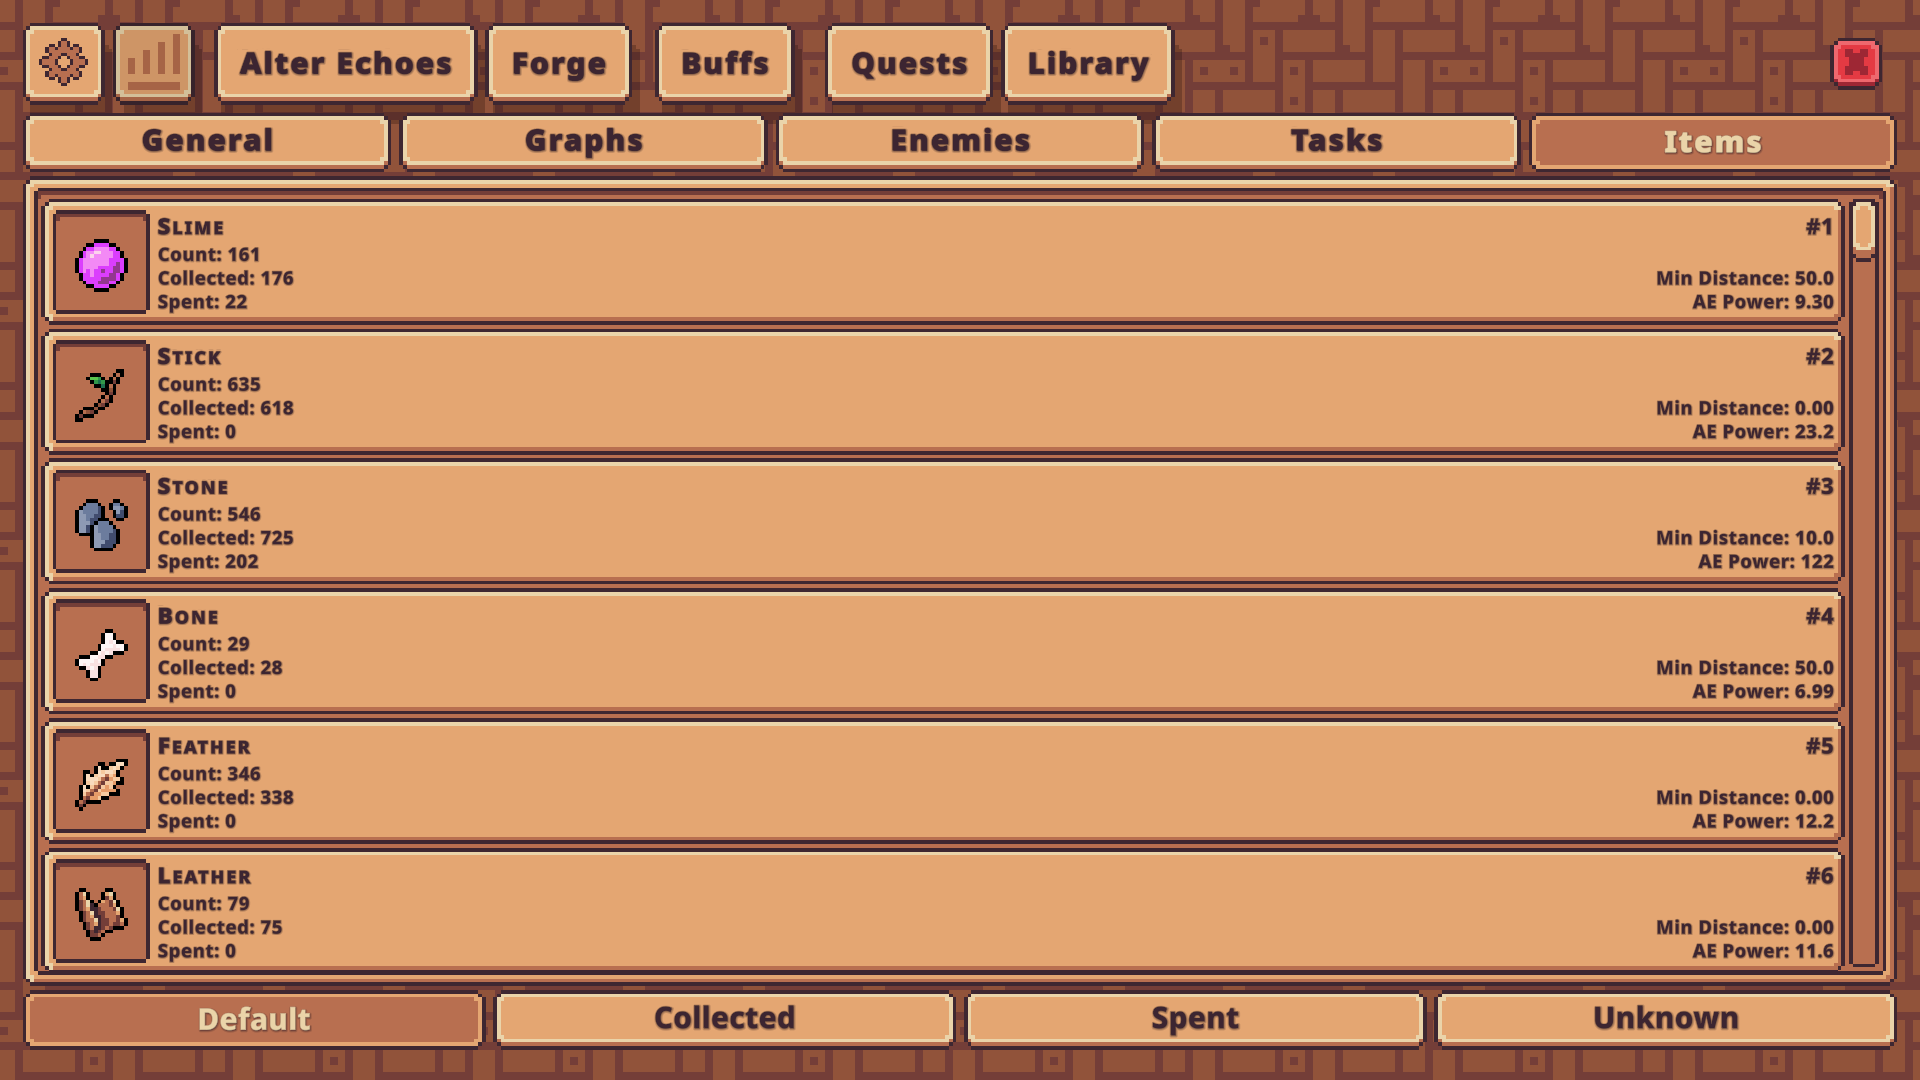 Alter Echoes
Forge
Buffs
Quests
Library
General
Graphs
Enemies
Tasks
Items
Slime
#1
Count: 161
Collected: 176
Min Distance: 50.0
Spent: 22
AE Power: 9.30
Stick
#2
Count: 635
Collected: 618
Min Distance: 0.00
Spent: 0
AE Power: 23.2
Stone
#3
Count: 546
Collected: 725
Min Distance: 10.0
Spent: 202
AE Power: 122
Bone
#4
Count: 29
Collected: 28
Min Distance: 50.0
Spent: 0
AE Power: 6.99
Feather
#5
Count: 346
Collected: 338
Min Distance: 0.00
Spent: 0
AE Power: 12.2
Leather
#6
Count: 79
Collected: 75
Min Distance: 0.00
Spent: 0
AE Power: 11.6
Default
Collected
Spent
Unknown